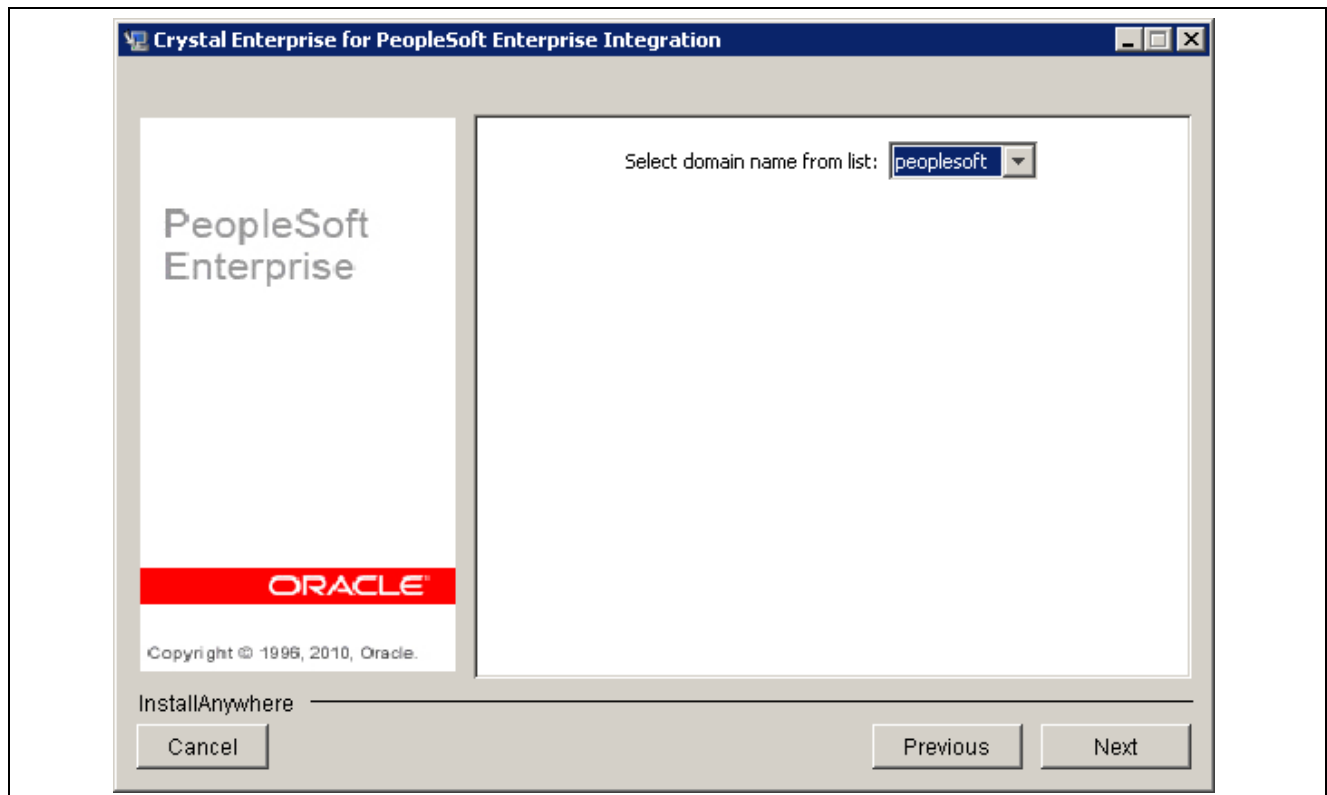 Crystal Enterprise for PeopleSoft Enterprise Integration
Select domain name from list: peoplesoft
PeopleSoft
Enterprise
ORACLE
Copyright © 1996, 2010, Oracle.
InstallAnywhere
Cancel Previous Next